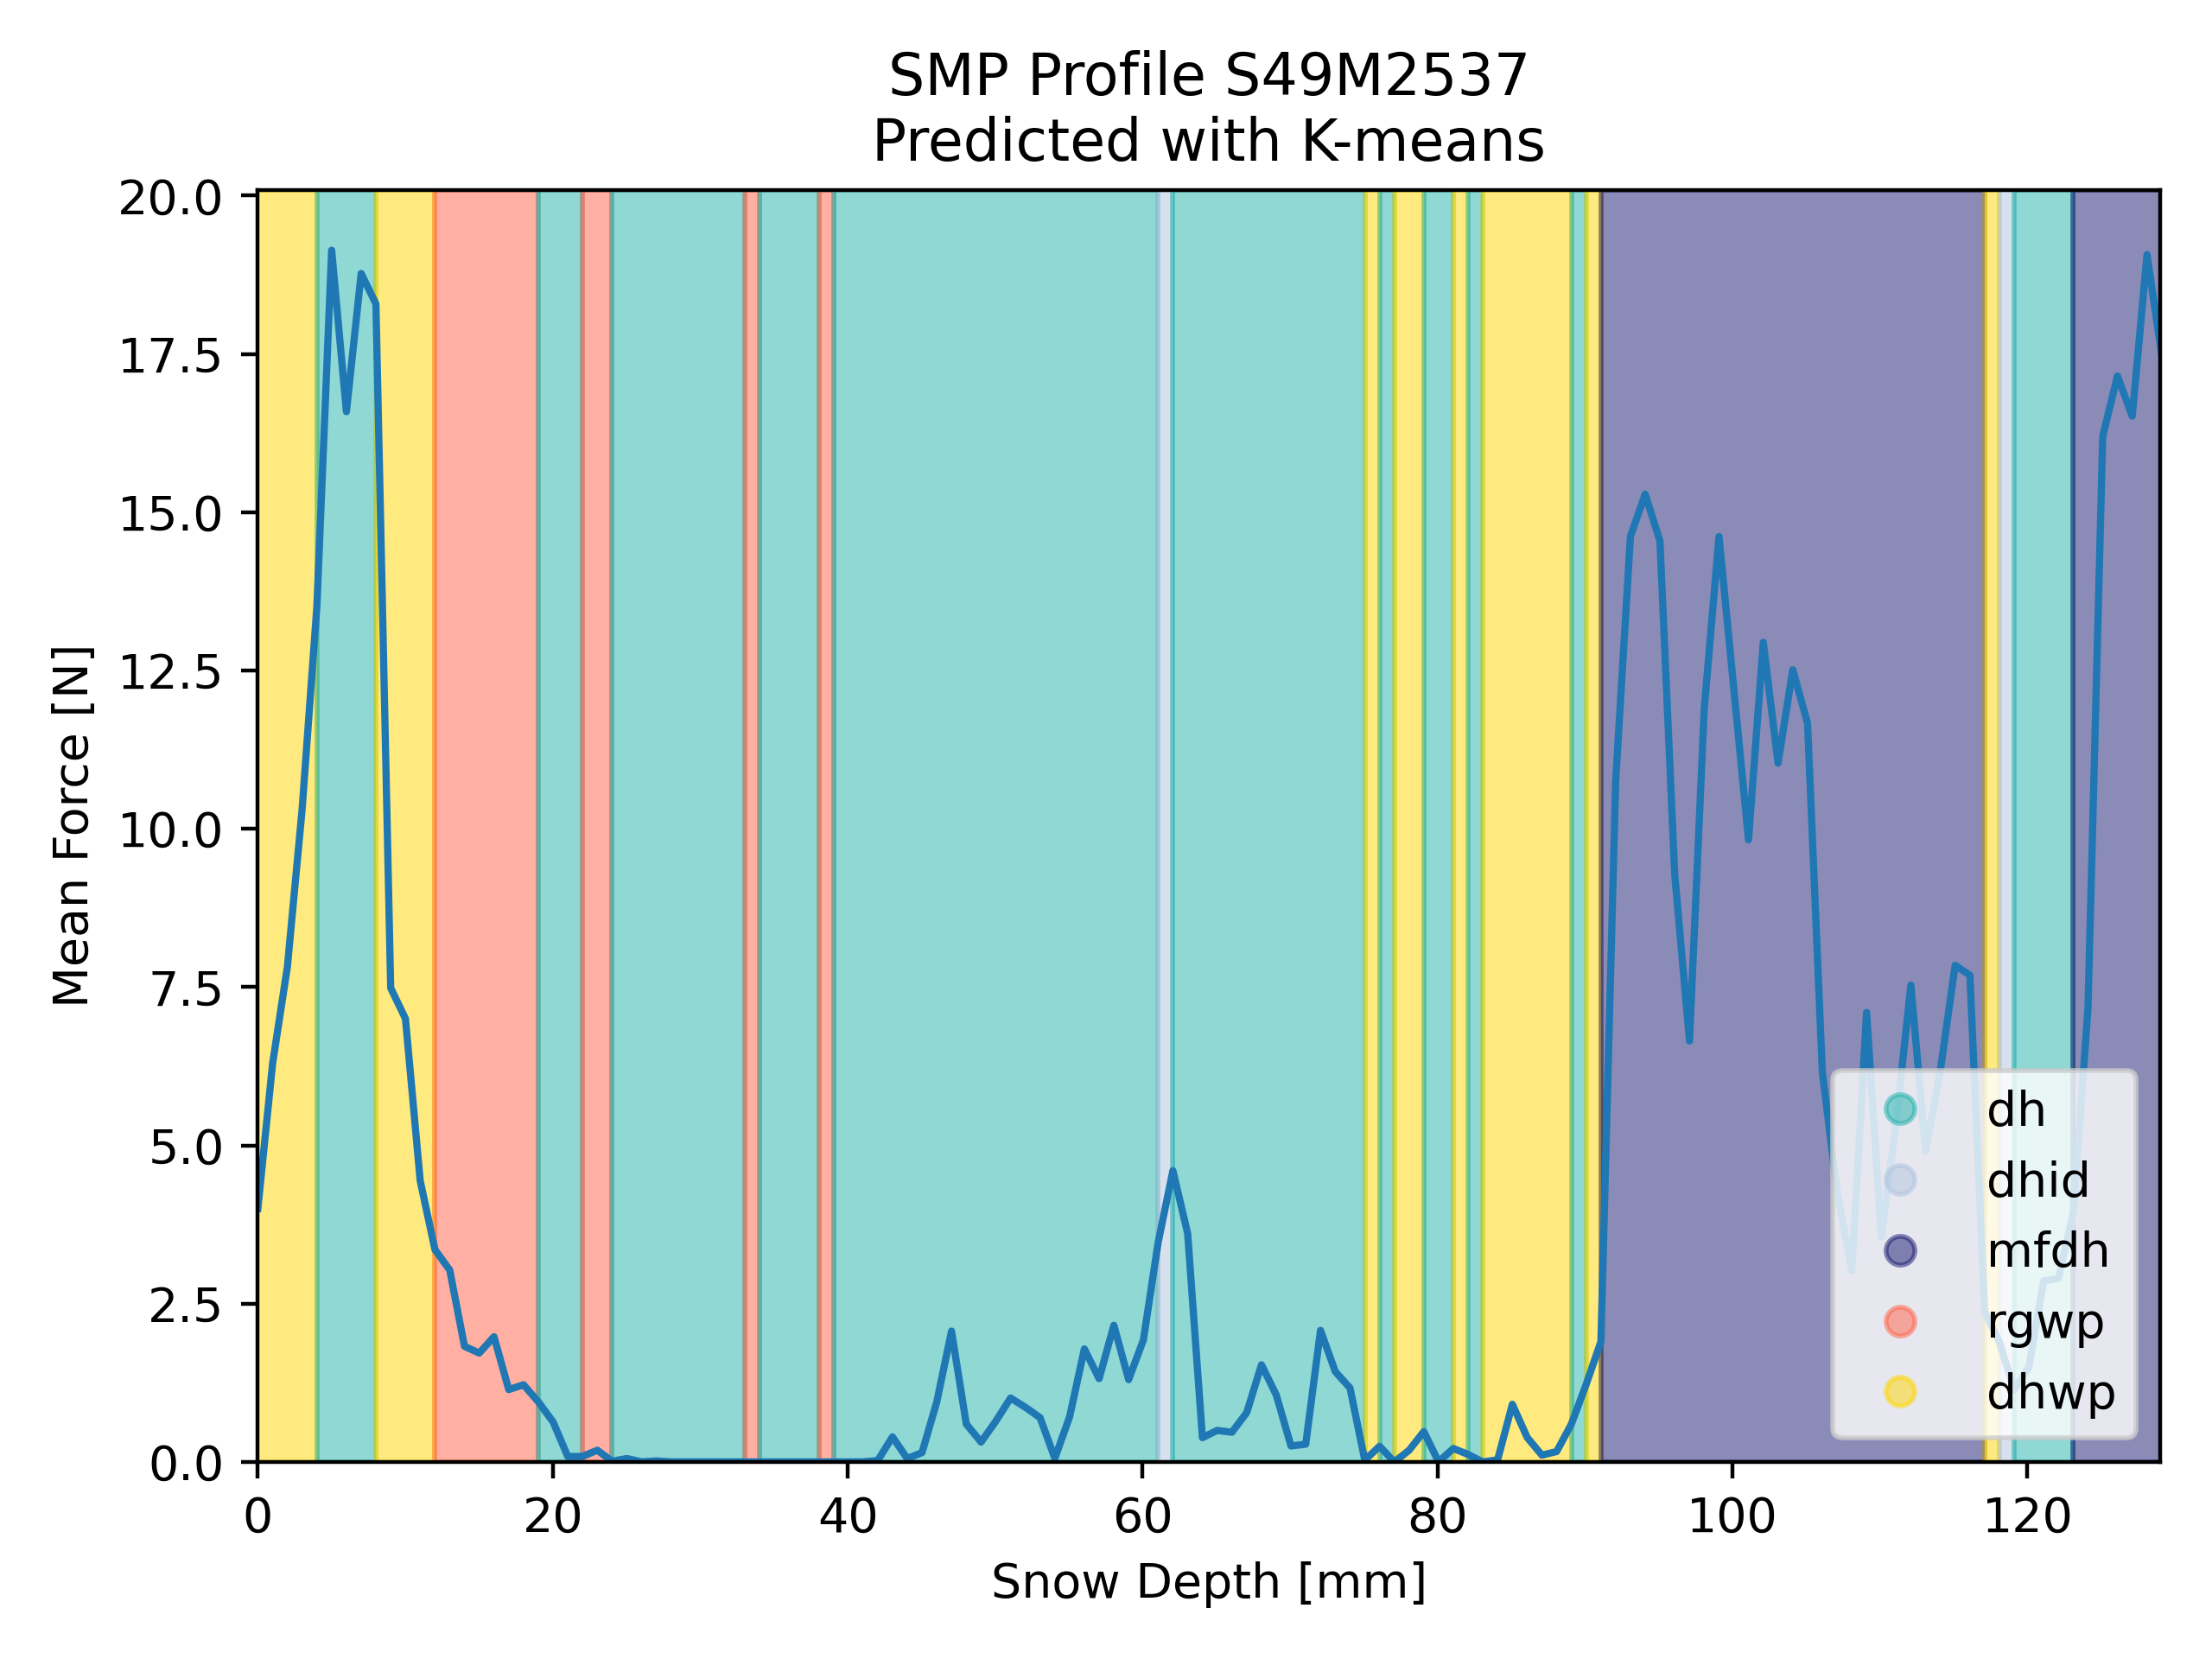 SMP Profile S49M2537
Predicted with K-means
20.0
17.5
15.0
12.5
10.0
7.5
5.0
2.5
0.0
Mean Force [N]
dh
dhid
mfdh
rgwp
dhwp
0 20 40 60 80 100 120
Snow Depth [mm]